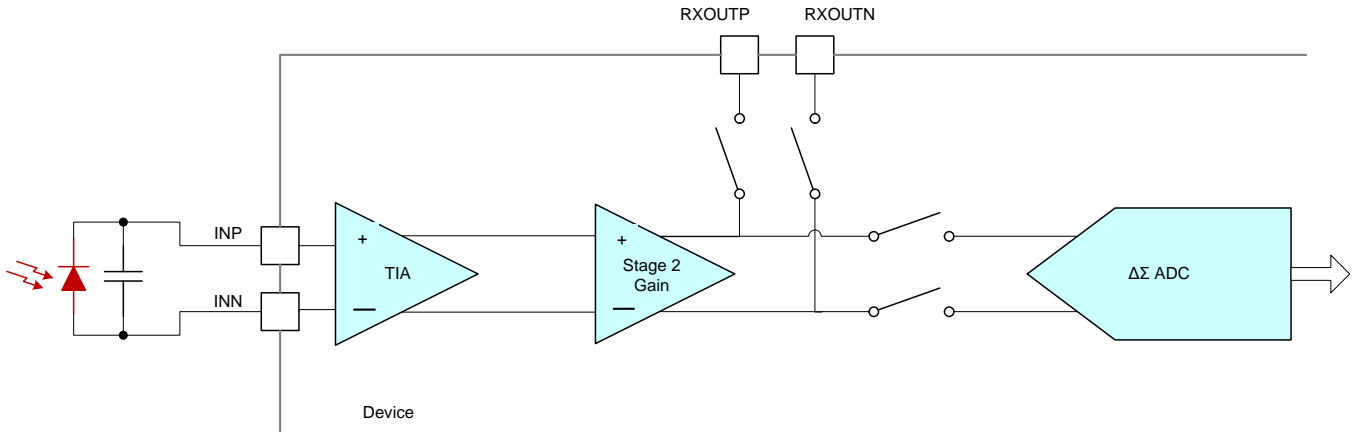 RXOUTP RXOUTN
INP
+
+
TIA
Stage 2
Gain
ΔΣ ADC
INN
Device